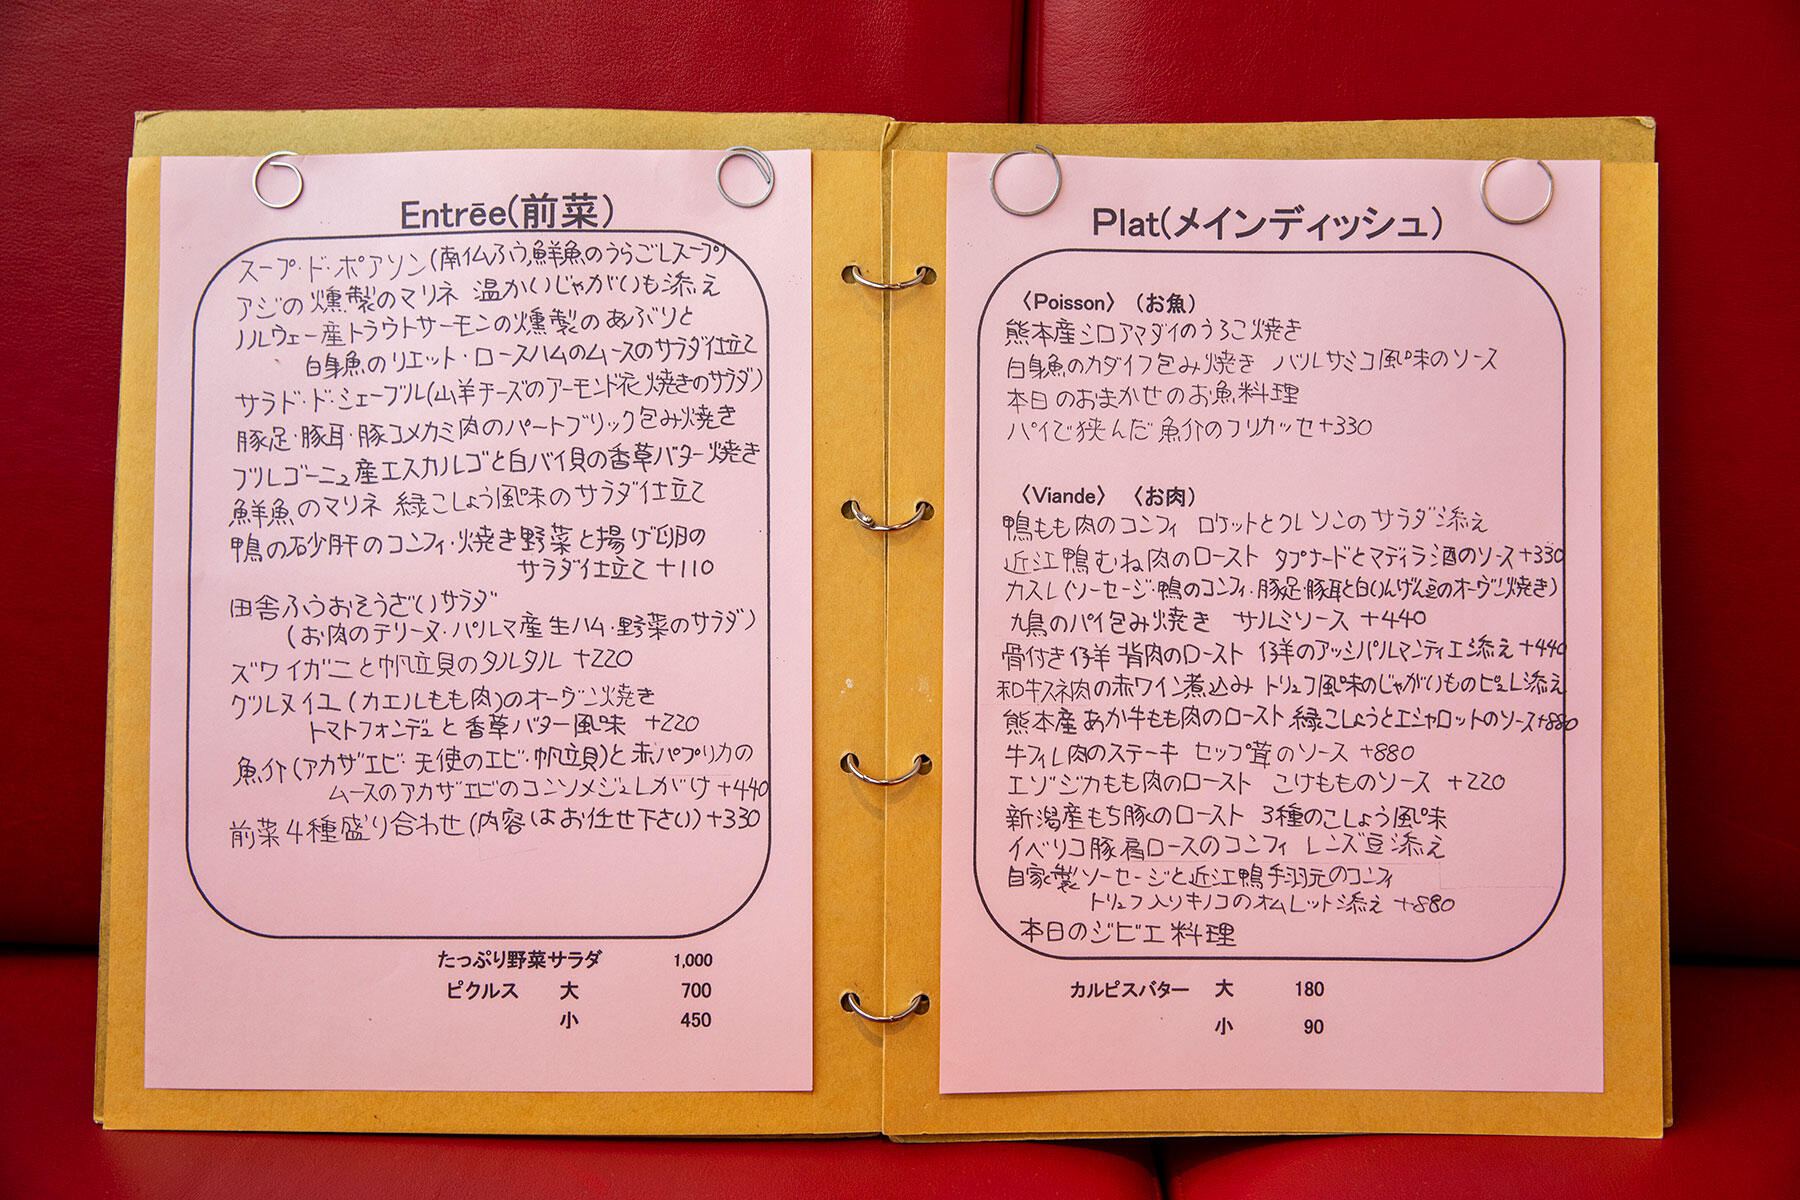 Entrēe(前菜)
スープ・ド・ポアソン(南仏ふう,鮮魚のうらごしスープ)
アジの燻製のマリネ 温かいじゃがいも添え
ノルウェー産トラウトサーモンの燻製のあぶりと
白身魚のリエット・ロースハムのムースのサラダ仕立て
サラド・ド・シェーブル(山羊チーズのアーモンド衣焼きのサラダ)
豚足・豚耳・豚コメカミ肉のパートブリック包み焼き
ブルゴーニュ産エスカルゴと白バイ貝の香草バター焼き
鮮魚のマリネ 緑こしょう風味のサラダ仕立て
鴨の砂肝のコンフィ・焼き野菜と揚げ卵の
サラダ仕立て +110
田舎ふうおそうざいサラダ
(お肉のテリーヌ・パルマ産生ハム・野菜のサラダ)
ズワイガニと帆立貝のタルタル +220
グルヌイユ(カエルもも肉)のオーヴン焼き
トマトフォンデュと香草バター風味 +220
魚介(アカザエビ・天使のエビ・帆立貝)と赤パプリカの
ムースのアカザエビのコンソメジュレがけ +440
前菜4種盛り合わせ(内容はお任せ下さい)+330
たっぷり野菜サラダ 1,000
ピクルス 大 700
小 450
Plat(メインディッシュ)
〈Poisson〉(お魚)
熊本産シロアマダイのうろこ焼き
白身魚のカダイフ包み焼き バルサミコ風味のソース
本日のおまかせのお魚料理
パイで挟んだ魚介のフリカッセ+330
〈Viande〉〈お肉)
鴨もも肉のコンフィ ロケットとクレソンのサラダ添え
近江鴨むね肉のロースト タプナードとマディラ酒のソース+330
カスレ(ソーセージ・鴨のコンフィ・豚足・豚耳と白いんげん豆のオーヴン焼き)
鳩のパイ包み焼き サルミソース +440
骨付き仔羊背肉のロースト 仔羊のアッシパルマンティエ添え+440
和牛スネ肉の赤ワイン煮込み トリュフ風味のじゃがいものピュレ添え
熊本産あか牛もも肉のロースト 緑こしょうとエシャロットのソース+880
牛フィレ肉のステーキ セップ茸のソース +880
エゾジカもも肉のロースト こけもものソース +220
新潟産もち豚のロースト 3種のこしょう風味
イベリコ豚肩ロースのコンフィ レンズ豆添え
自家製ソーセージと近江鴨手羽元のコンフィ
トリュフ入りキノコのオムレット添え +880
本日のジビエ料理
カルピスバター 大 180
小 90